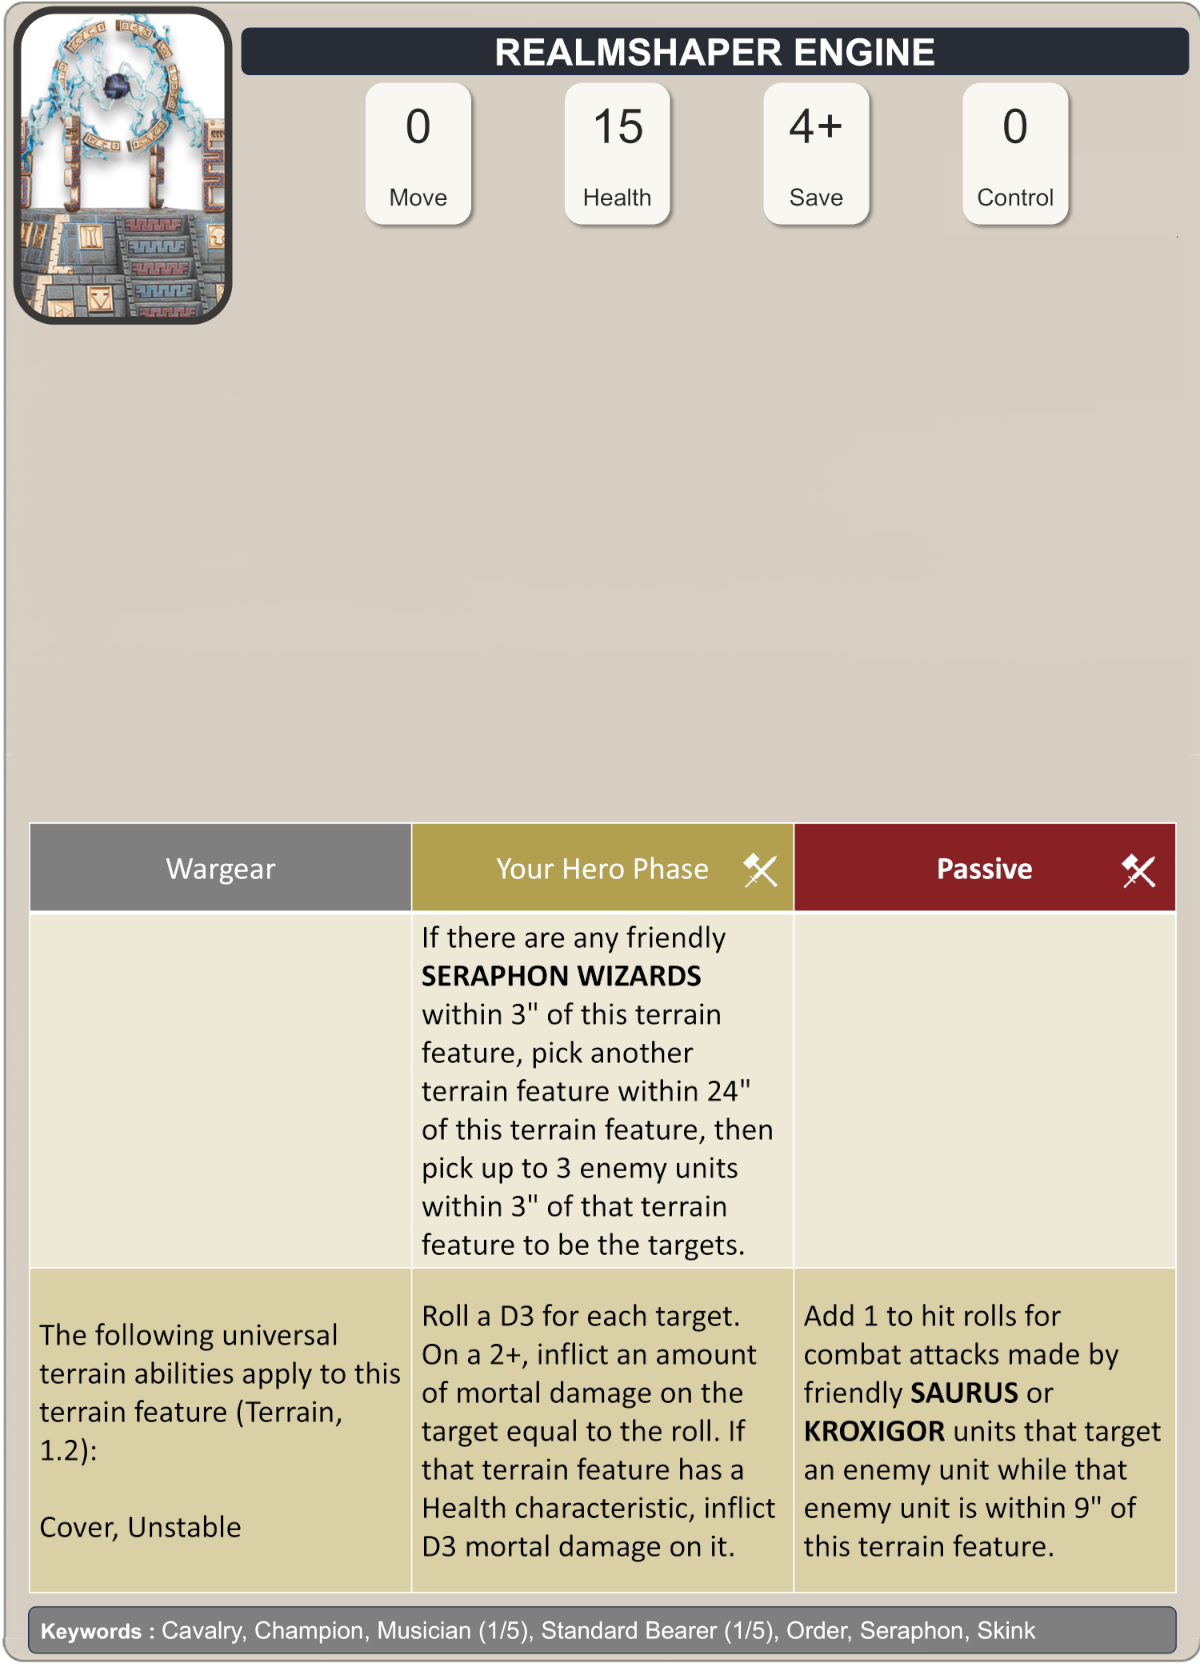 REALMSHAPER ENGINE
0
Move
15
Health
4+
Save
0
Control
Wargear
Your Hero Phase
Passive
If there are any friendly
SERAPHON WIZARDS
within 3" of this terrain
feature, pick another
terrain feature within 24"
of this terrain feature, then
pick up to 3 enemy units
within 3" of that terrain
feature to be the targets.
The following universal
terrain abilities apply to this
terrain feature (Terrain,
1.2):
Cover, Unstable
Roll a D3 for each target.
On a 2+, inflict an amount
of mortal damage on the
target equal to the roll. If
that terrain feature has a
Health characteristic, inflict
D3 mortal damage on it.
Add 1 to hit rolls for
combat attacks made by
friendly SAURUS or
KROXIGOR units that target
an enemy unit while that
enemy unit is within 9" of
this terrain feature.
Keywords : Cavalry, Champion, Musician (1/5), Standard Bearer (1/5), Order, Seraphon, Skink